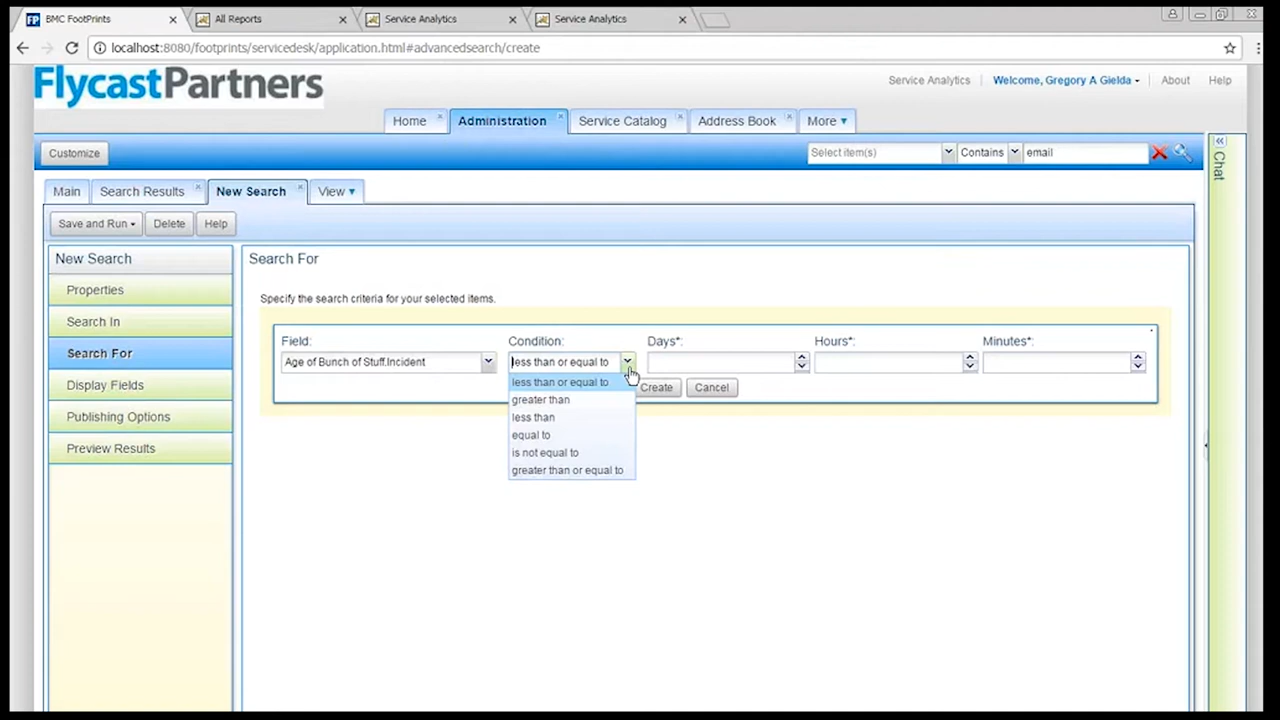 BMC FootPrints
All Reports
Service Analytics
Service Analytics
localhost:8080/footprints/servicedesk/application.html#advancedsearch/create
FlycastPartners
Service Analytics
Welcome, Gregory A Gielda
About
Help
Home
Administration
Service Catalog
Address Book
More
Customize
Select item(s)
Contains
email
Chat
Main
Search Results
New Search
View
Save and Run
Delete
Help
New Search
Properties
Search In
Search For
Display Fields
Publishing Options
Preview Results
Search For
Specify the search criteria for your selected items.
Field:
Condition:
Days*:
Hours*:
Minutes*:
Age of Bunch of Stuff.Incident
less than or equal to
less than or equal to
greater than
less than
equal to
is not equal to
greater than or equal to
Create
Cancel